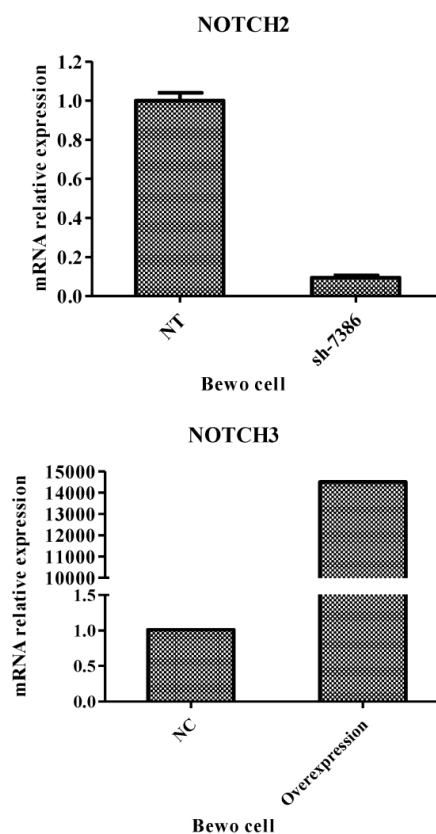 NOTCH2
mRNA relative expression
1.2
1.0
0.8
0.6
0.4
0.2
0.0
NT
sh-7386
Bewo cell
NOTCH3
mRNA relative expression
15000
14000
13000
12000
11000
10000
1.5
1.0
0.5
0.0
NC
Overexpression
Bewo cell